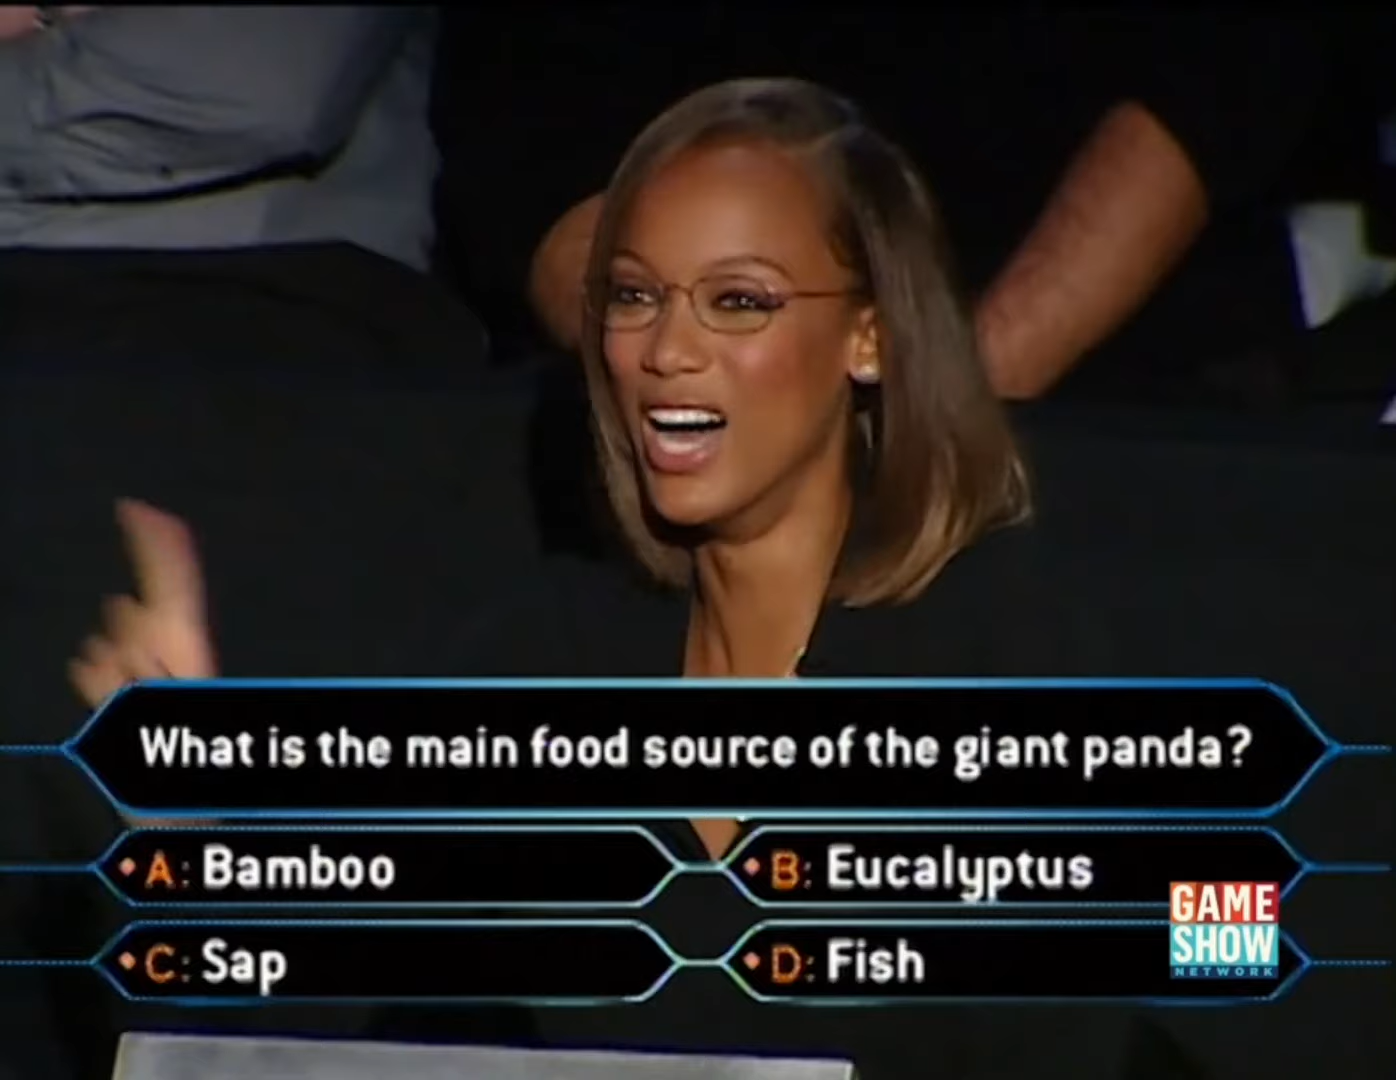 What is the main food source of the giant panda?
A: Bamboo
B: Eucalyptus
C: Sap
D: Fish
GAME
SHOW
NETWORK